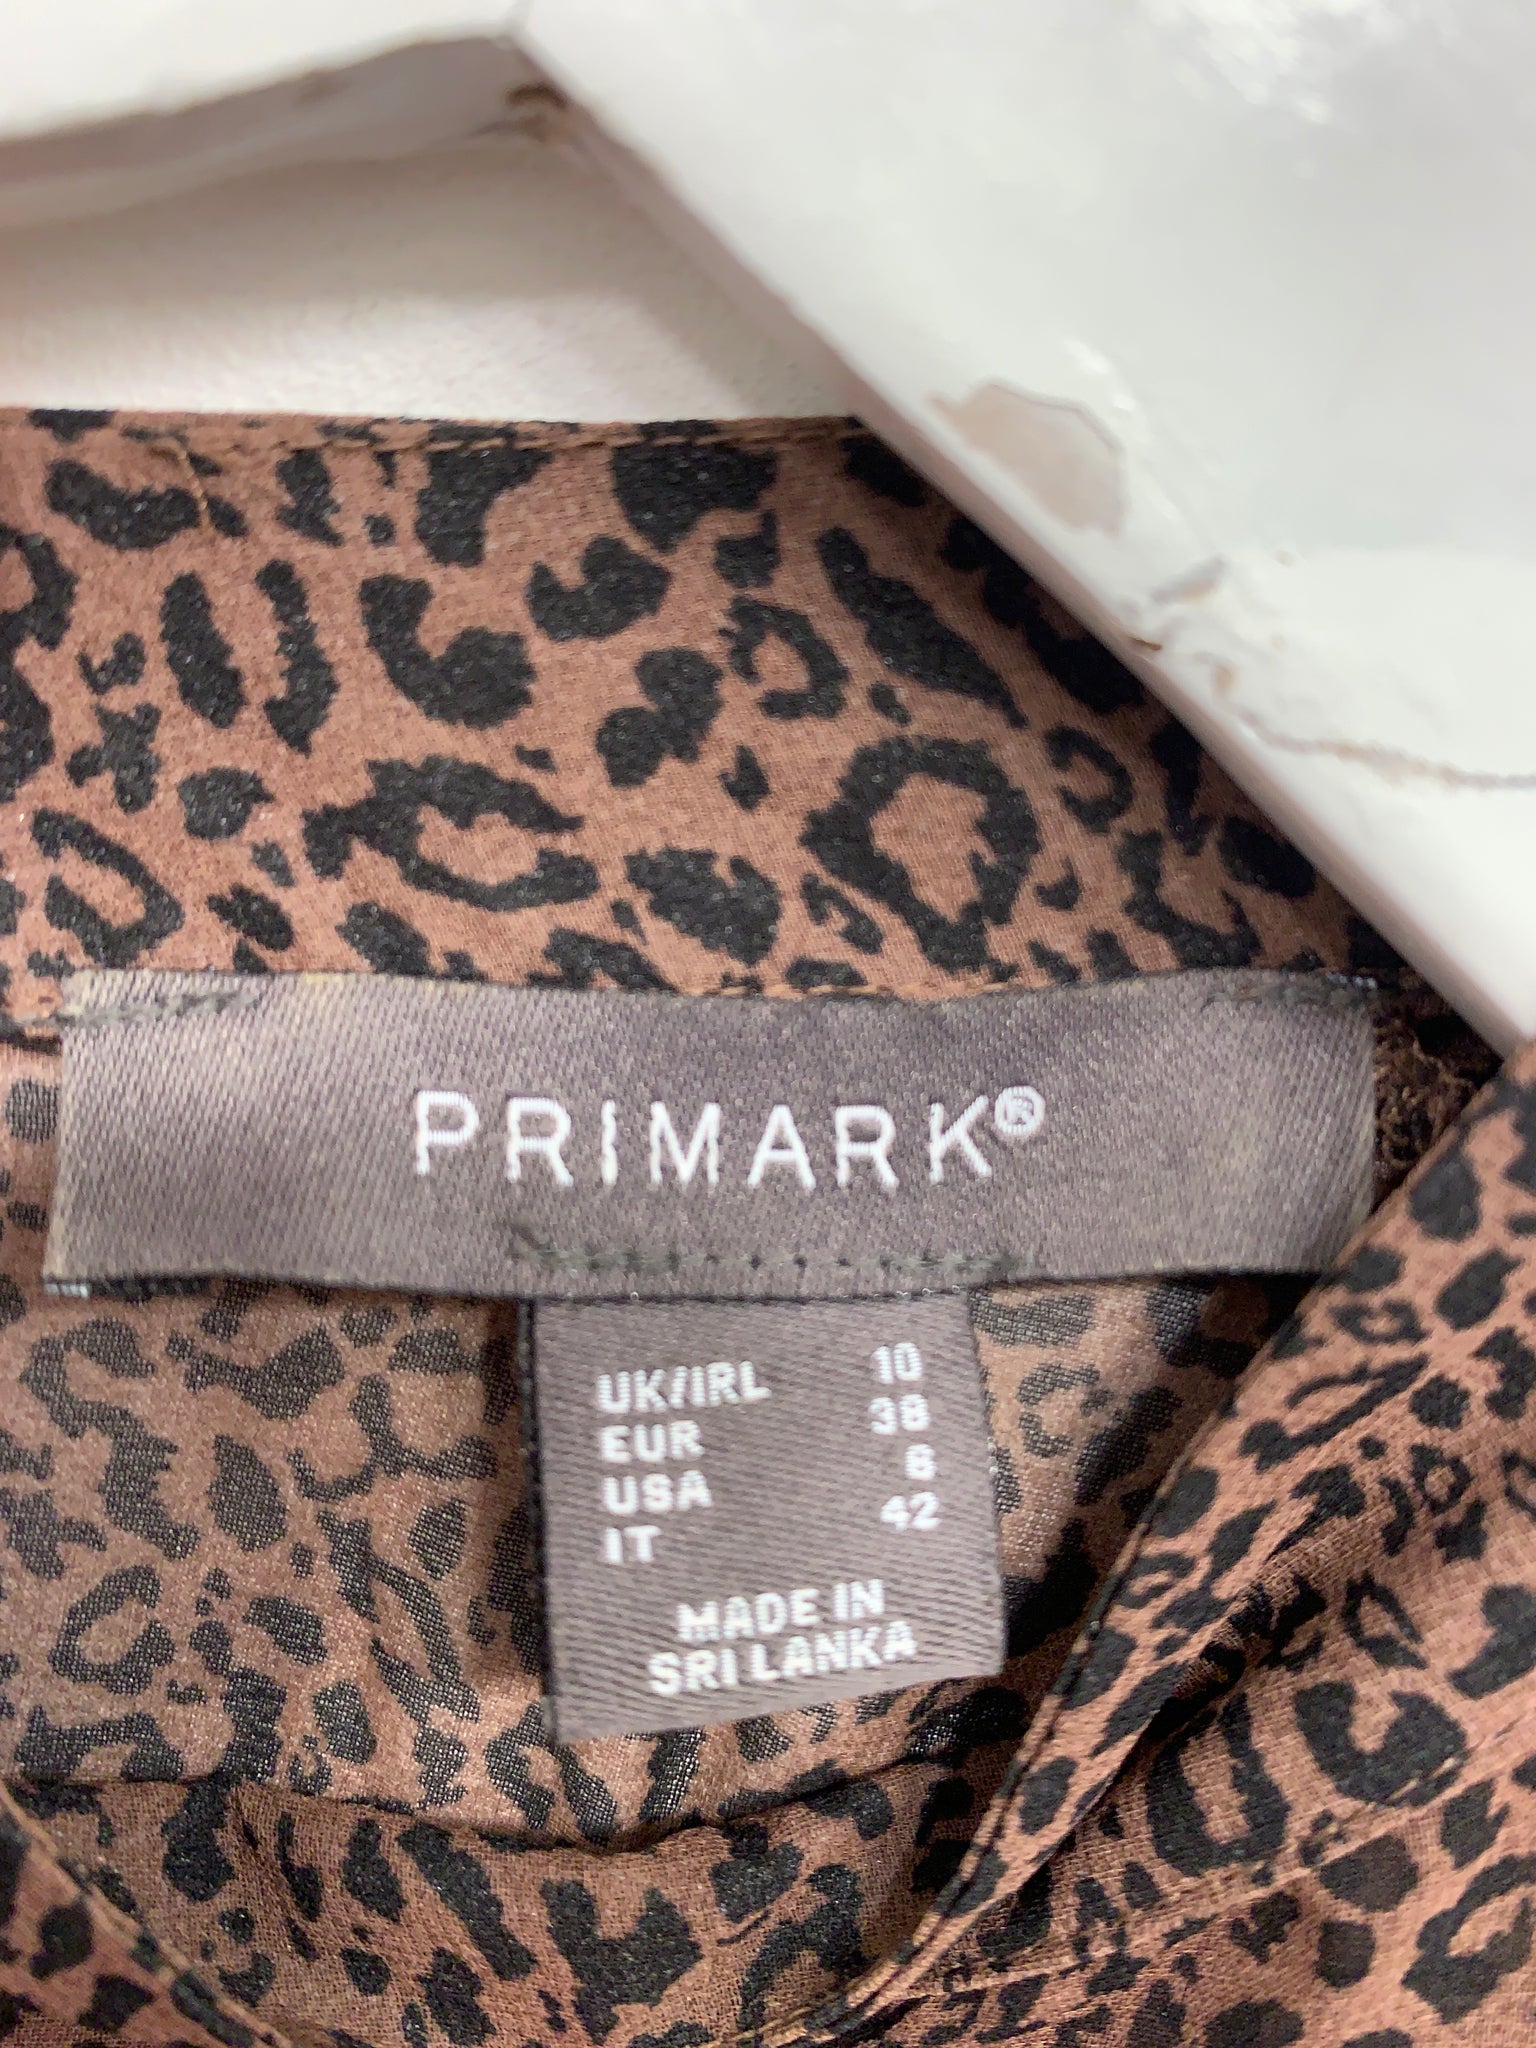 PRIMARK®
UK/IRL 10
EUR 38
USA 6
IT 42
MADE IN
SRI LANKA